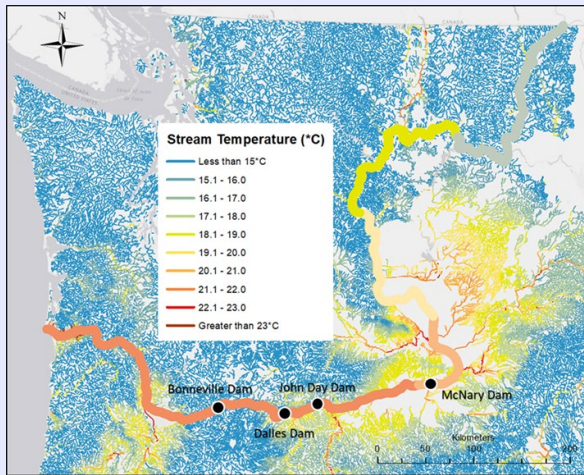 N
CANADA
Stream Temperature (°C)
Less than 15°C
15.1 - 16.0
16.1 - 17.0
17.1 - 18.0
18.1 - 19.0
19.1 - 20.0
20.1 - 21.0
21.1 - 22.0
22.1 - 23.0
Greater than 23°C
Bonneville Dam
John Day Dam
McNary Dam
Dalles Dam
Kilometers
0
50
100
200